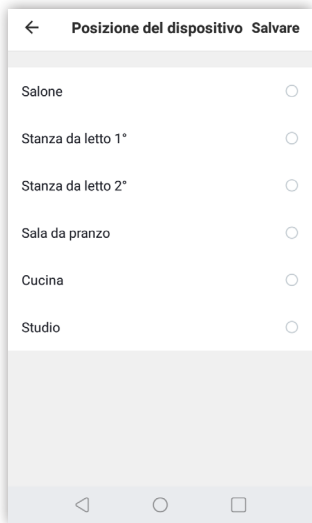 Posizione del dispositivo Salvare
Salone
Stanza da letto 1°
Stanza da letto 2°
Sala da pranzo
Cucina
Studio